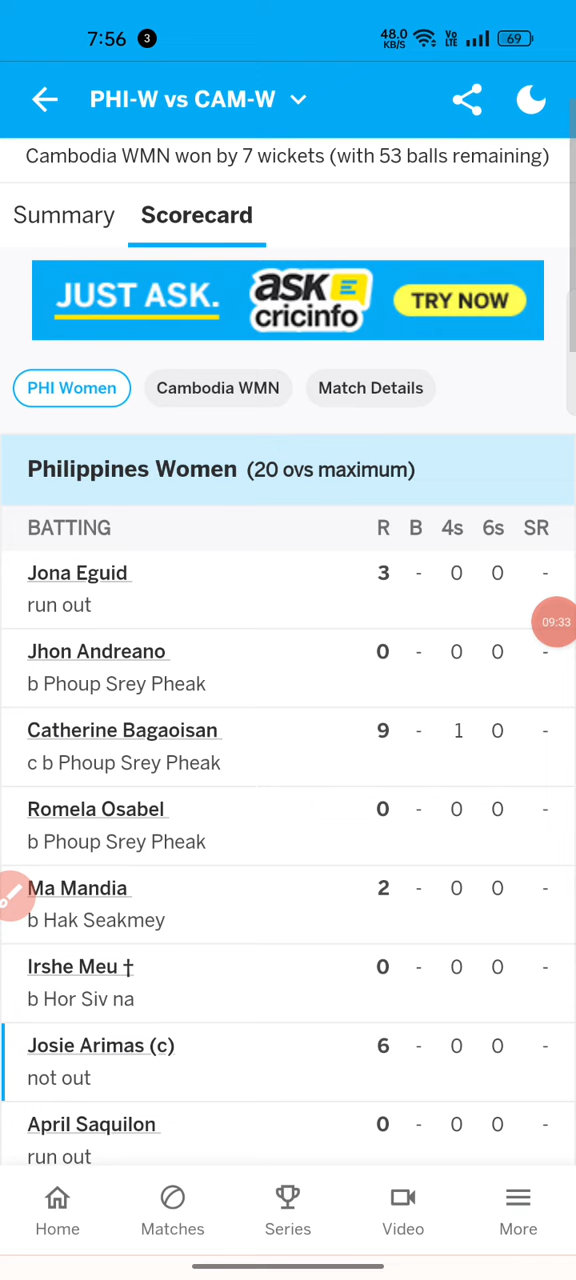 7:56 3 48.0 KB/S Vo LTE 69
PHI-W vs CAM-W
Cambodia WMN won by 7 wickets (with 53 balls remaining)
Summary Scorecard
JUST ASK. ask cricinfo TRY NOW
PHI Women Cambodia WMN Match Details
Philipines Women (20 ovs maximum)
BATTING R B 4s 6s SR
Jona Eguid 3 - 0 0 -
run out
09:33
Jhon Andreano 0 - 0 0 -
b Phoup Srey Pheak
Catherine Bagaoisan 9 - 1 0 -
c b Phoup Srey Pheak
Romela Osabel 0 - 0 0 -
b Phoup Srey Pheak
Ma Mandia 2 - 0 0 -
b Hak Seakmey
Irshe Meu † 0 - 0 0 -
b Hor Siv na
Josie Arimas (c) 6 - 0 0 -
not out
April Saquilon 0 - 0 0 -
run out
Home Matches Series Video More